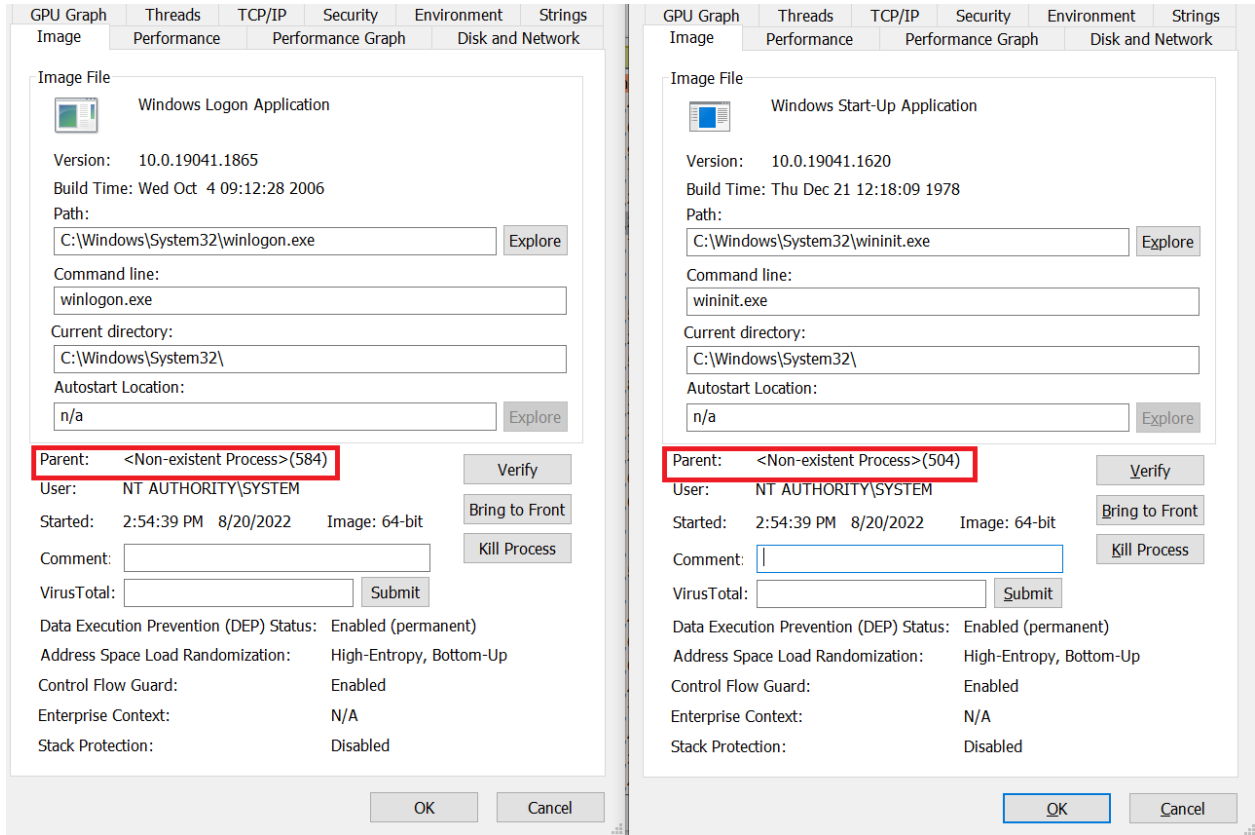 GPU Graph Threads TCP/IP Security Environment Strings
Image Performance Performance Graph Disk and Network
Image File
Windows Logon Application
Version: 10.0.19041.1865
Build Time: Wed Oct 4 09:12:28 2006
Path:
C:\Windows\System32\winlogon.exe Explore
Command line:
winlogon.exe
Current directory:
C:\Windows\System32\
Autostart Location:
n/a Explore
Parent: <Non-existent Process>(584) Verify
User: NT AUTHORITY\SYSTEM
Bring to Front
Started: 2:54:39 PM 8/20/2022 Image: 64-bit
Kill Process
Comment:
VirusTotal: Submit
Data Execution Prevention (DEP) Status: Enabled (permanent)
Address Space Load Randomization: High-Entropy, Bottom-Up
Control Flow Guard: Enabled
Enterprise Context: N/A
Stack Protection: Disabled
OK Cancel
GPU Graph Threads TCP/IP Security Environment Strings
Image Performance Performance Graph Disk and Network
Image File
Windows Start-Up Application
Version: 10.0.19041.1620
Build Time: Thu Dec 21 12:18:09 1978
Path:
C:\Windows\System32\wininit.exe Explore
Command line:
wininit.exe
Current directory:
C:\Windows\System32\
Autostart Location:
n/a Explore
Parent: <Non-existent Process>(504) Verify
User: NT AUTHORITY\SYSTEM
Bring to Front
Started: 2:54:39 PM 8/20/2022 Image: 64-bit
Kill Process
Comment:
VirusTotal: Submit
Data Execution Prevention (DEP) Status: Enabled (permanent)
Address Space Load Randomization: High-Entropy, Bottom-Up
Control Flow Guard: Enabled
Enterprise Context: N/A
Stack Protection: Disabled
OK Cancel